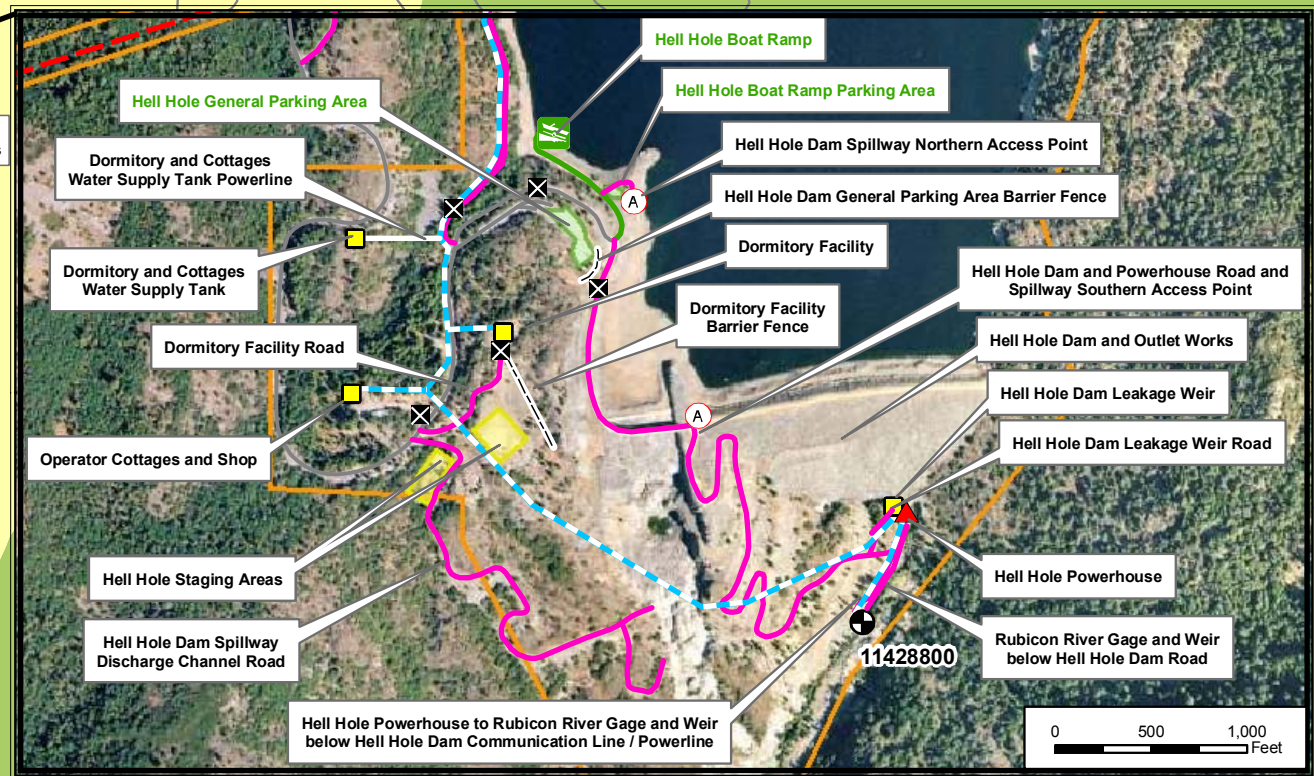 Hell Hole Boat Ramp
Hell Hole General Parking Area
Hell Hole Boat Ramp Parking Area
Dormitory and Cottages
Water Supply Tank Powerline
Hell Hole Dam Spillway Northern Access Point
A
Hell Hole Dam General Parking Area Barrier Fence
Dormitory Facility
Dormitory and Cottages
Water Supply Tank
Hell Hole Dam and Powerhouse Road and
Spillway Southern Access Point
Dormitory Facility
Barrier Fence
Dormitory Facility Road
Hell Hole Dam and Outlet Works
Hell Hole Dam Leakage Weir
A
Hell Hole Dam Leakage Weir Road
Operator Cottages and Shop
Hell Hole Staging Areas
Hell Hole Powerhouse
Hell Hole Dam Spillway
Discharge Channel Road
Rubicon River Gage and Weir
below Hell Hole Dam Road
11428800
Hell Hole Powerhouse to Rubicon River Gage and Weir
below Hell Hole Dam Communication Line / Powerline
0 500 1,000
Feet